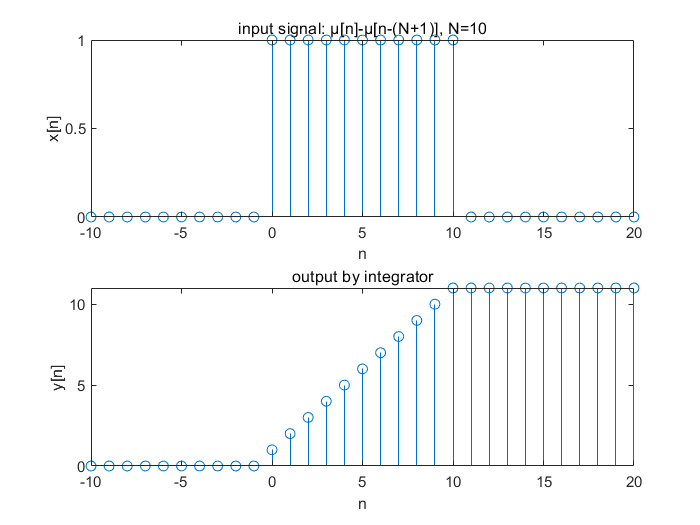 input signal: μ[n]-μ[n-(N+1)], N=10
1
0.5
0
x[n]
-10 -5 0 5 10 15 20
n
output by integrator
10
5
0
y[n]
-10 -5 0 5 10 15 20
n